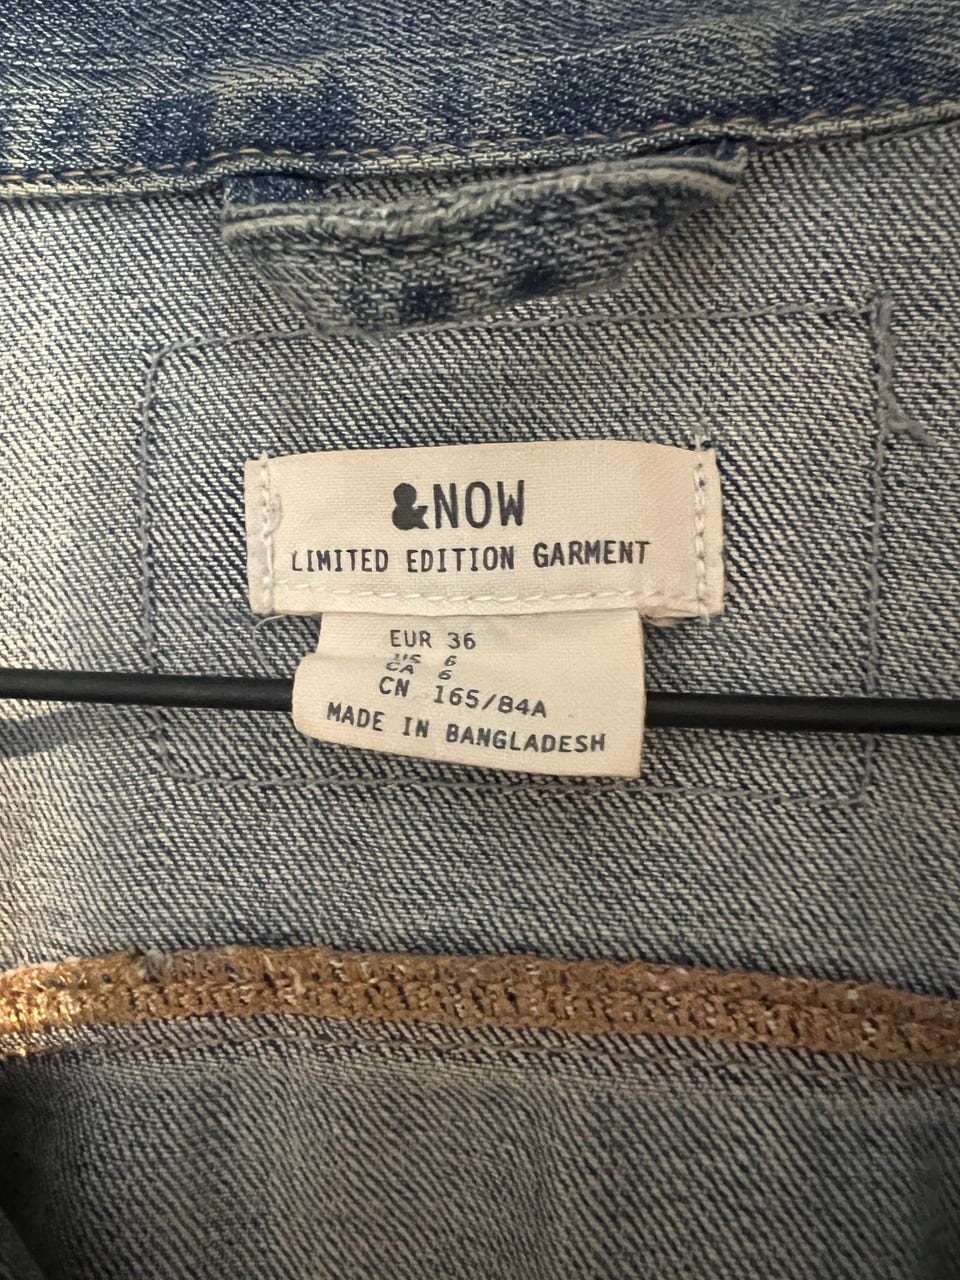 &NOW
LIMITED EDITION GARMENT
EUR 36
US 6
CA 6
CN 165/84A
MADE IN BANGLADESH